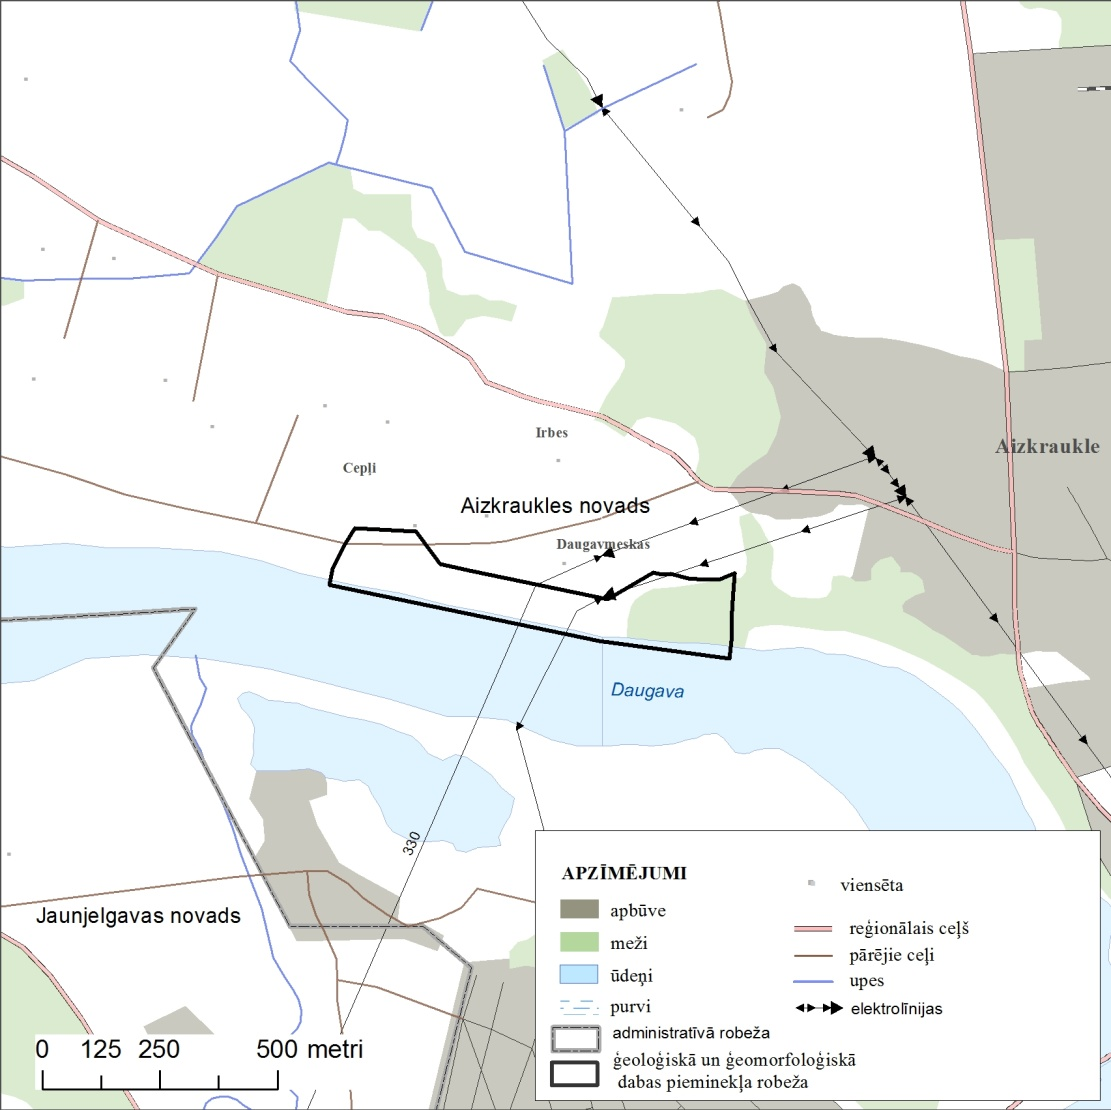 Irbes
Aizkraukle
Cepļi
Aizkraukles novads
Daugavmeskas
Daugava
330
Jaunjelgavas novads
0 125 250 500 metri
APZĪMĒJUMI
apbūve
meži
ūdeņi
purvi
administratīvā robeža
ģeoloģiskā un ģeomorfoloģiskā
dabas pieminekļa robeža
viensēta
reģionālais ceļš
pārējie ceļi
upes
elektrolīnijas